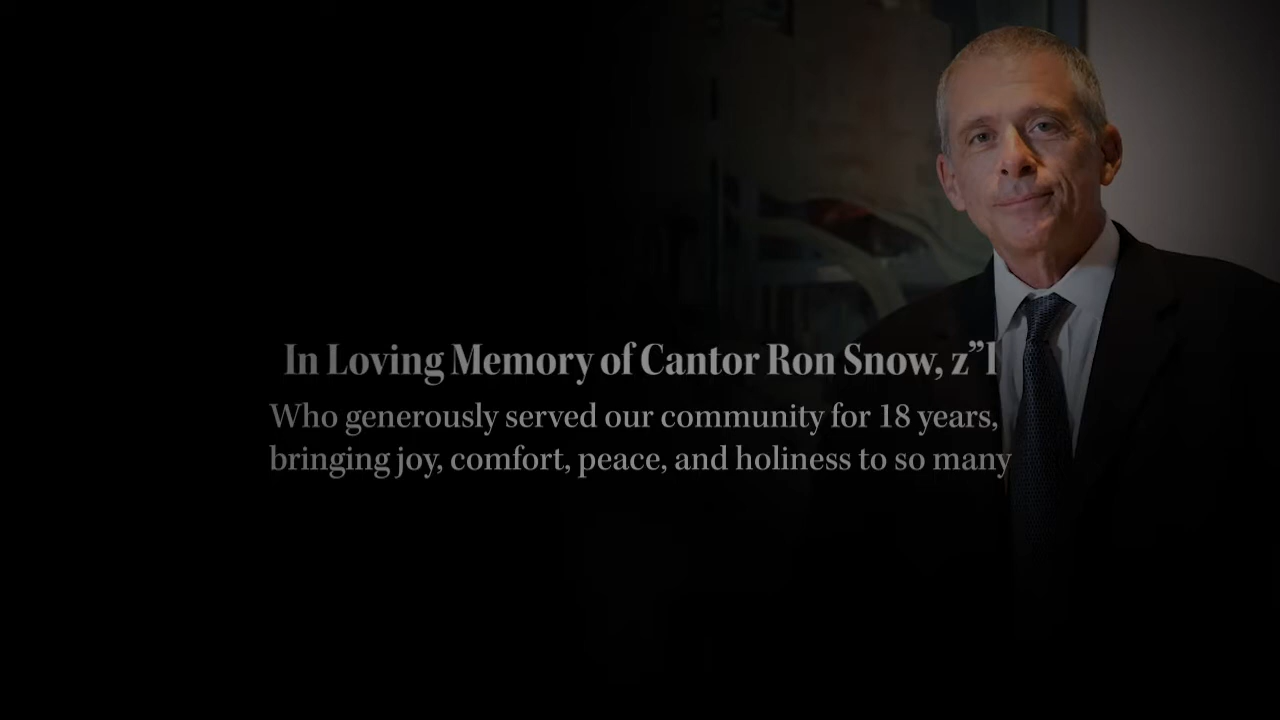 In Loving Memory of Cantor Ron Snow, z”l
Who generously served our community for 18 years,
bringing joy, comfort, peace, and holiness to so many